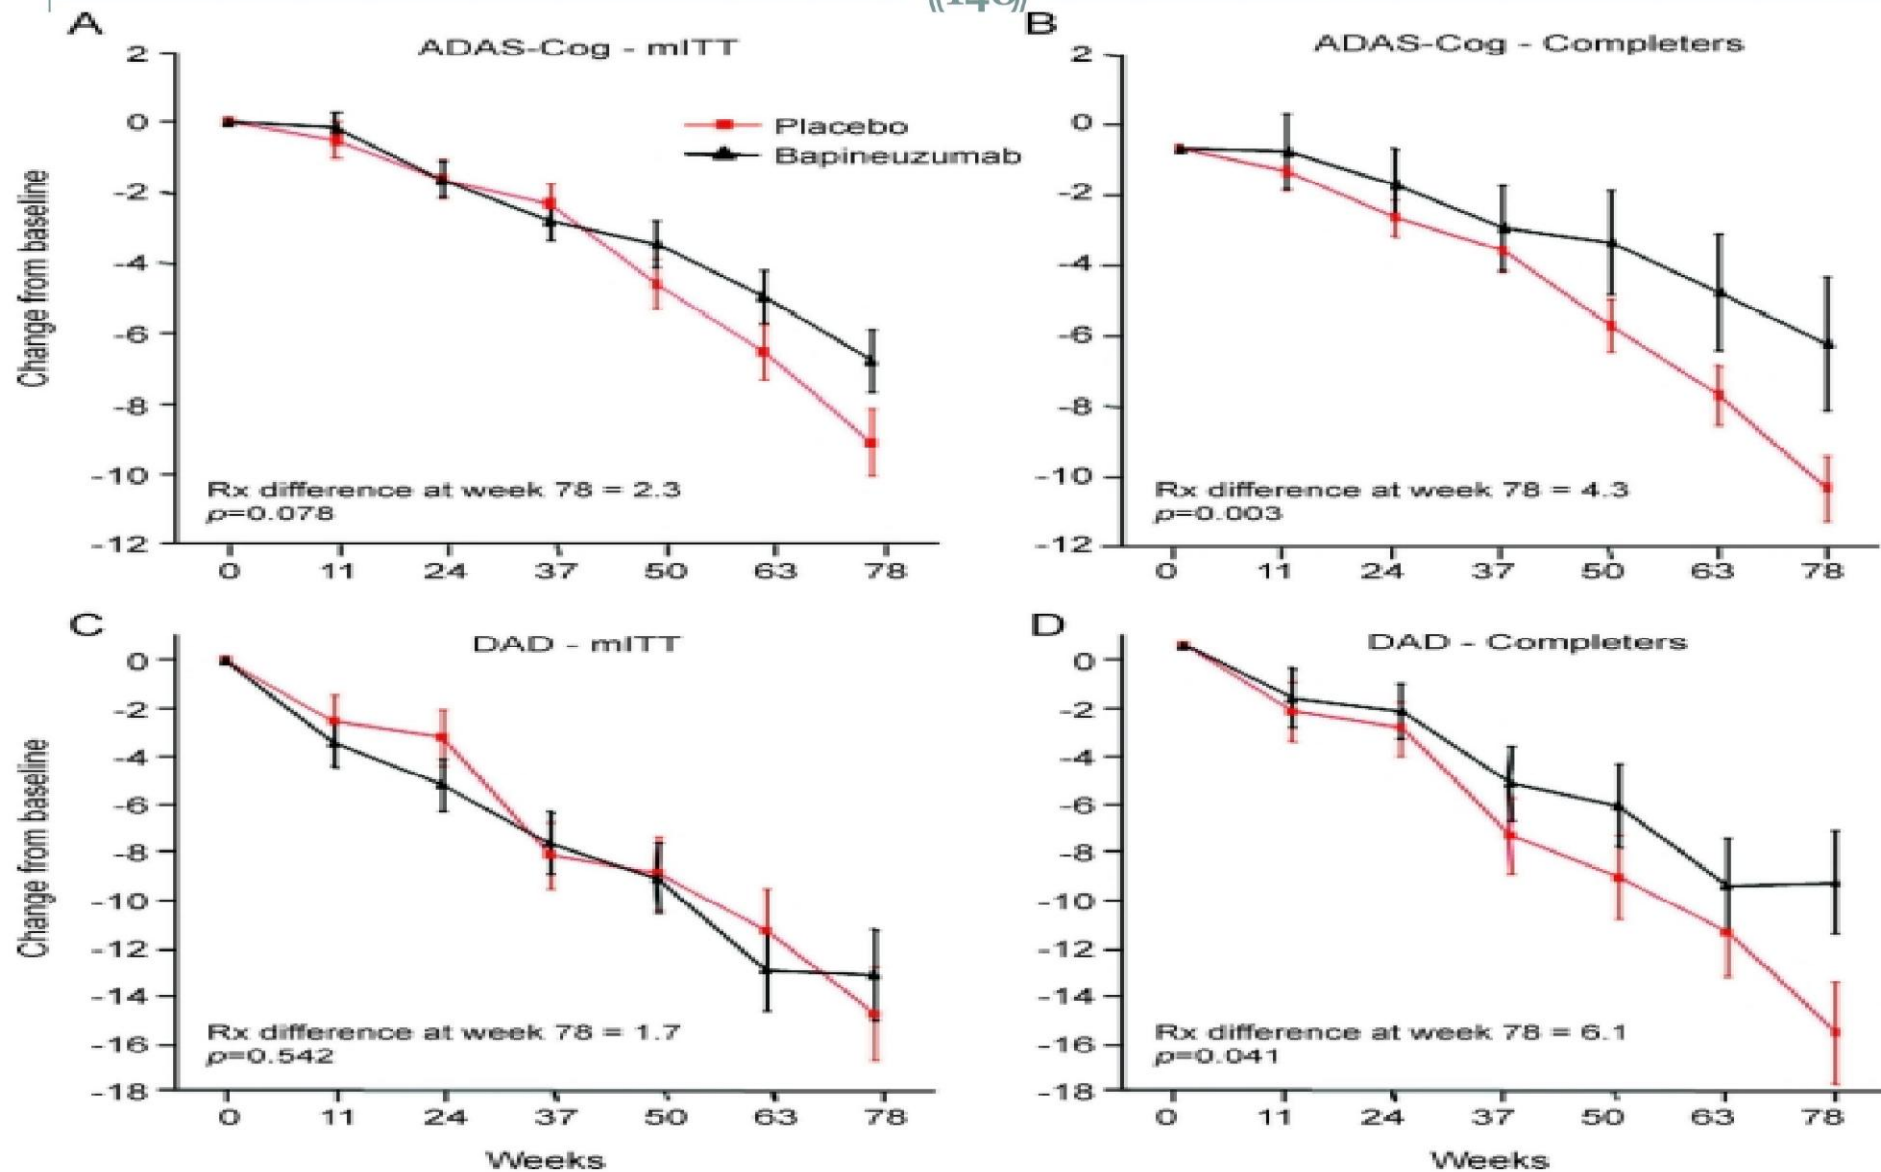 A
ADAS-Cog - mITT
2
0
-2
-4
-6
-8
-10
-12
Change from baseline
Placebo
Bapineuzumab
Rx difference at week 78 = 2.3
p=0.078
0 11 24 37 50 63 78
B
ADAS-Cog - Completers
2
0
-2
-4
-6
-8
-10
-12
Rx difference at week 78 = 4.3
p=0.003
0 11 24 37 50 63 78
C
DAD - mITT
0
-2
-4
-6
-8
-10
-12
-14
-16
-18
Change from baseline
Rx difference at week 78 = 1.7
p=0.542
0 11 24 37 50 63 78
Weeks
D
DAD - Completers
0
-2
-4
-6
-8
-10
-12
-14
-16
-18
Rx difference at week 78 = 6.1
p=0.041
0 11 24 37 50 63 78
Weeks